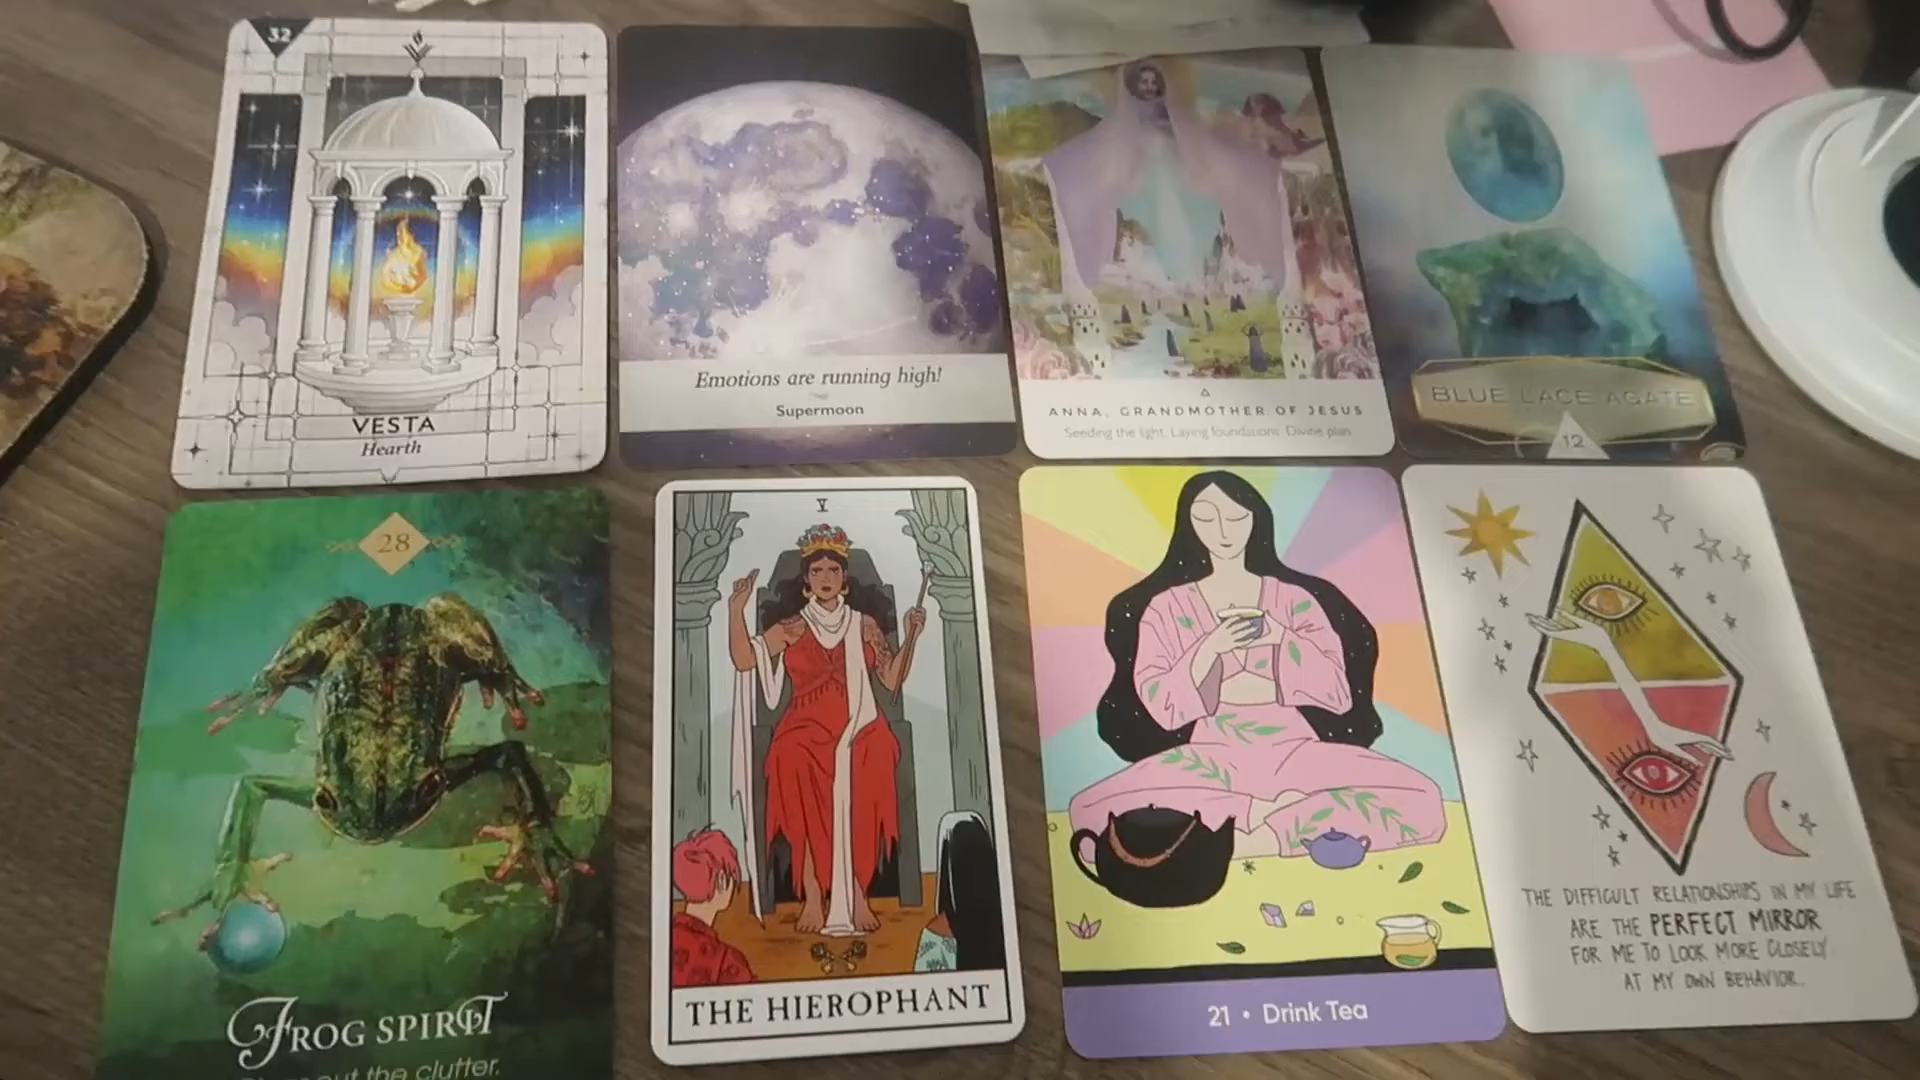 32
VESTA
Hearth
Emotions are running high!
Supermoon
ANNA, GRANDMOTHER OF JESUS
Seeding the light. Laying foundations. Divine plan.
BLUE LACE AGATE
12
28
FROG SPIRIT
out the clutter.
V
THE HIEROPHANT
21 • Drink Tea
THE DIFFICULT RELATIONSHIPS IN MY LIFE
ARE THE PERFECT MIRROR
FOR ME TO LOOK MORE CLOSELY
AT MY OWN BEHAVIOR.